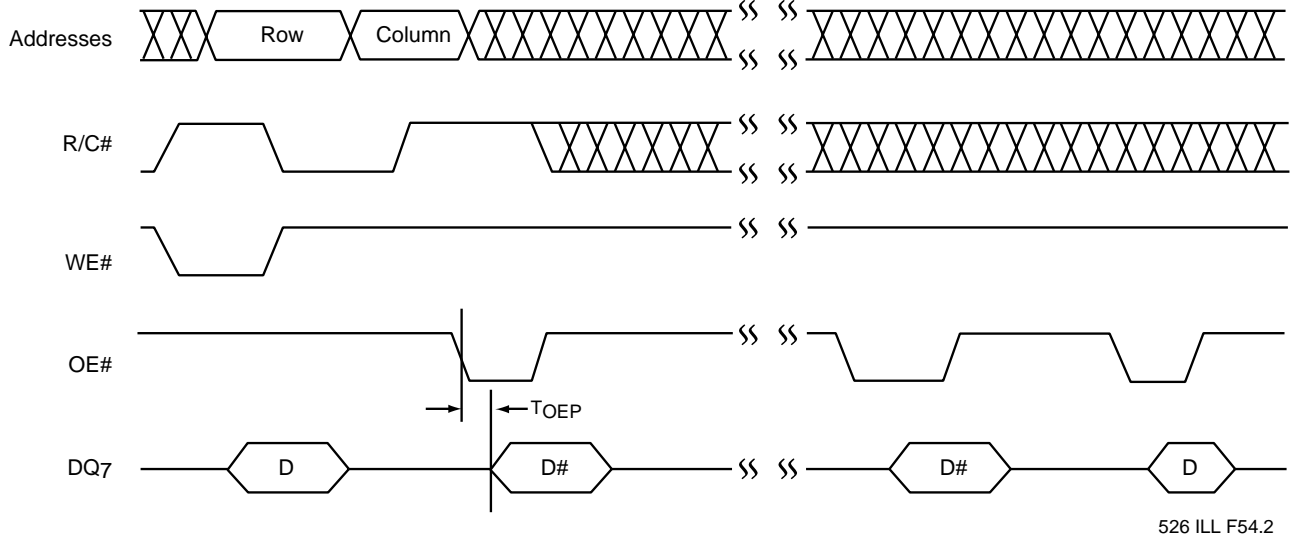 Addresses Row Column
R/C#
WE#
OE#
TOEP
DQ7 D D# D# D
526 ILL F54.2